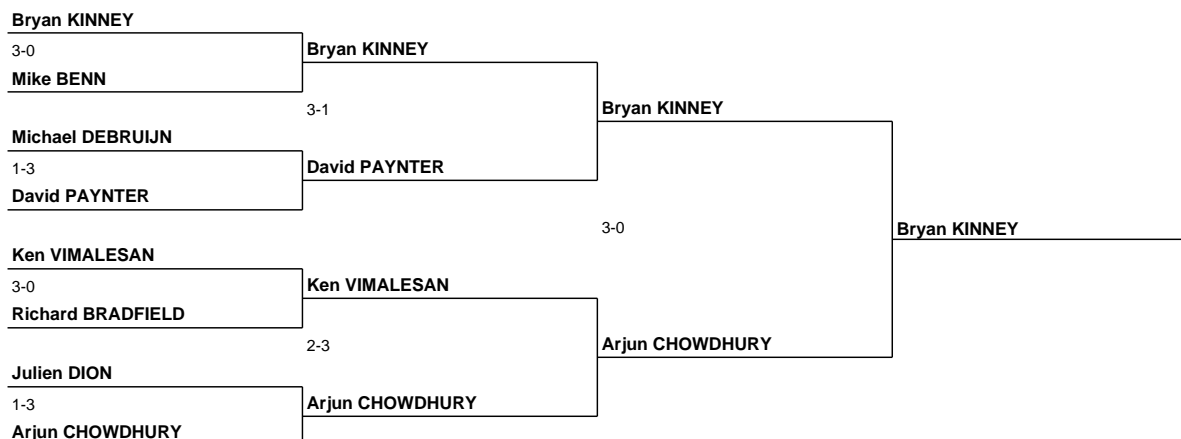 Bryan KINNEY
3-0
Mike BENN
Bryan KINNEY
3-1
Michael DEBRUIJN
1-3
David PAYNTER
David PAYNTER
Bryan KINNEY
3-0
Bryan KINNEY
Ken VIMALESAN
3-0
Richard BRADFIELD
Ken VIMALESAN
2-3
Julien DION
1-3
Arjun CHOWDHURY
Arjun CHOWDHURY
Arjun CHOWDHURY